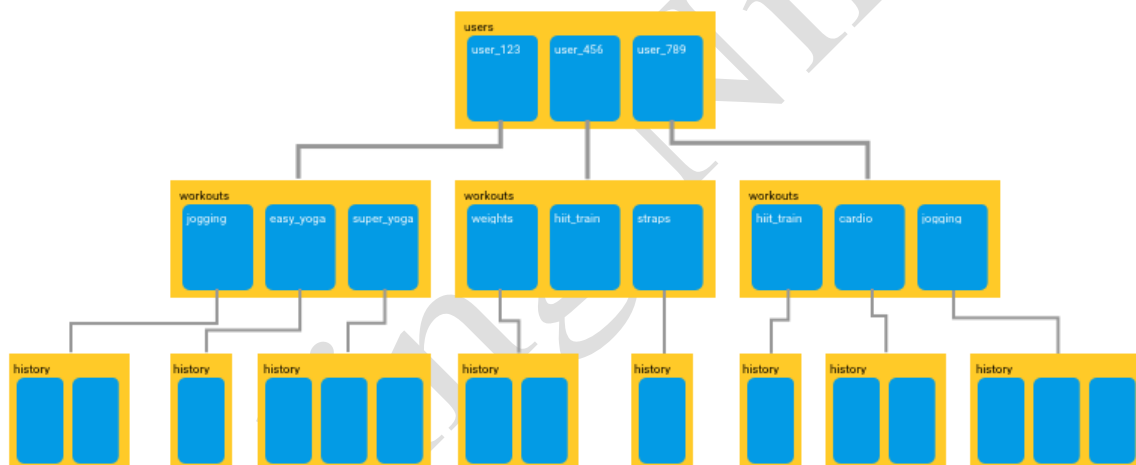 users
user_123 user_456 user_789
workouts workouts workouts
jogging easy_yoga super_yoga weights hiit_train straps hiit_train cardio jogging
history history history history history history history history